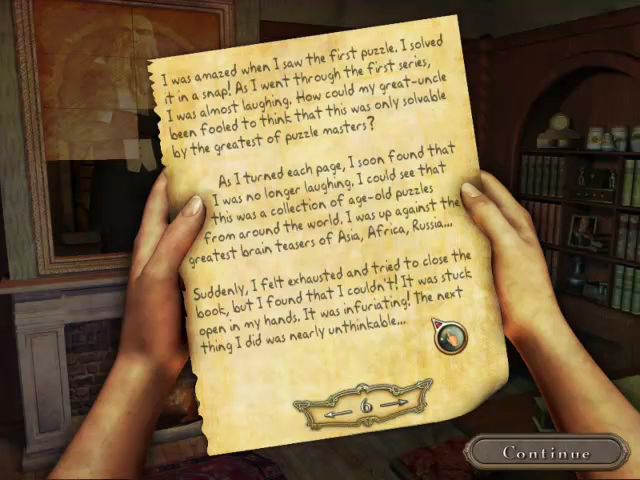 I was amazed when I saw the first puzzle. I solved
it in a snap! As I went through the first series,
I was almost laughing. How could my great-uncle
been fooled to think that this was only solvable
by the greatest of puzzle masters?
As I turned each page, I soon found that
I was no longer laughing. I could see that
this was a collection of age-old puzzles
from around the world. I was up against the
greatest brain teasers of Asia, Africa, Russia...
Suddenly, I felt exhausted and tried to close the
book, but I found that I couldn't! It was stuck
open in my hands. It was infuriating! The next
thing I did was nearly unthinkable...
6
Continue